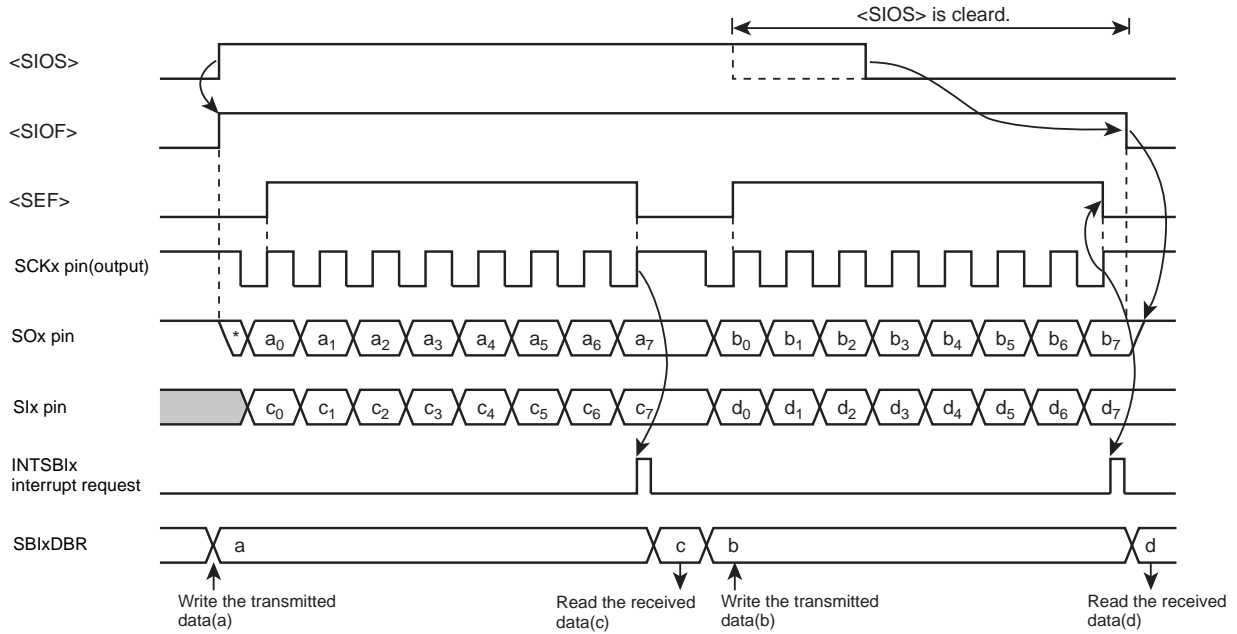 <SIOS> is cleard.
<SIOS>
<SIOF>
<SEF>
SCKx pin(output)
SOx pin
* a0 a1 a2 a3 a4 a5 a6 a7 b0 b1 b2 b3 b4 b5 b6 b7
SIx pin
c0 c1 c2 c3 c4 c5 c6 c7 d0 d1 d2 d3 d4 d5 d6 d7
INTSBIx
interrupt request
SBIxDBR
a c b d
Write the transmitted
data(a)
Read the received
data(c)
Write the transmitted
data(b)
Read the received
data(d)